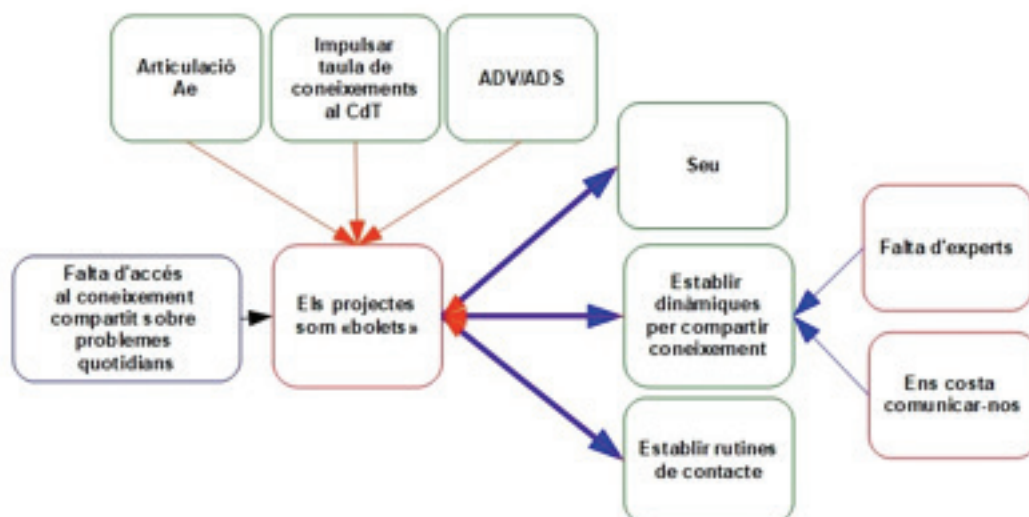 Articulació
Ae
Impulsar
taula de
coneixements
al CdT
ADV/ADS
Seu
Falta d'experts
Falta d'accés
al coneixement
compartit sobre
problemes
quotidians
Els projectes
som «bolets»
Establir
dinàmiques
per compartir
coneixement
Ens costa
comunicar-nos
Establir rutines
de contacte